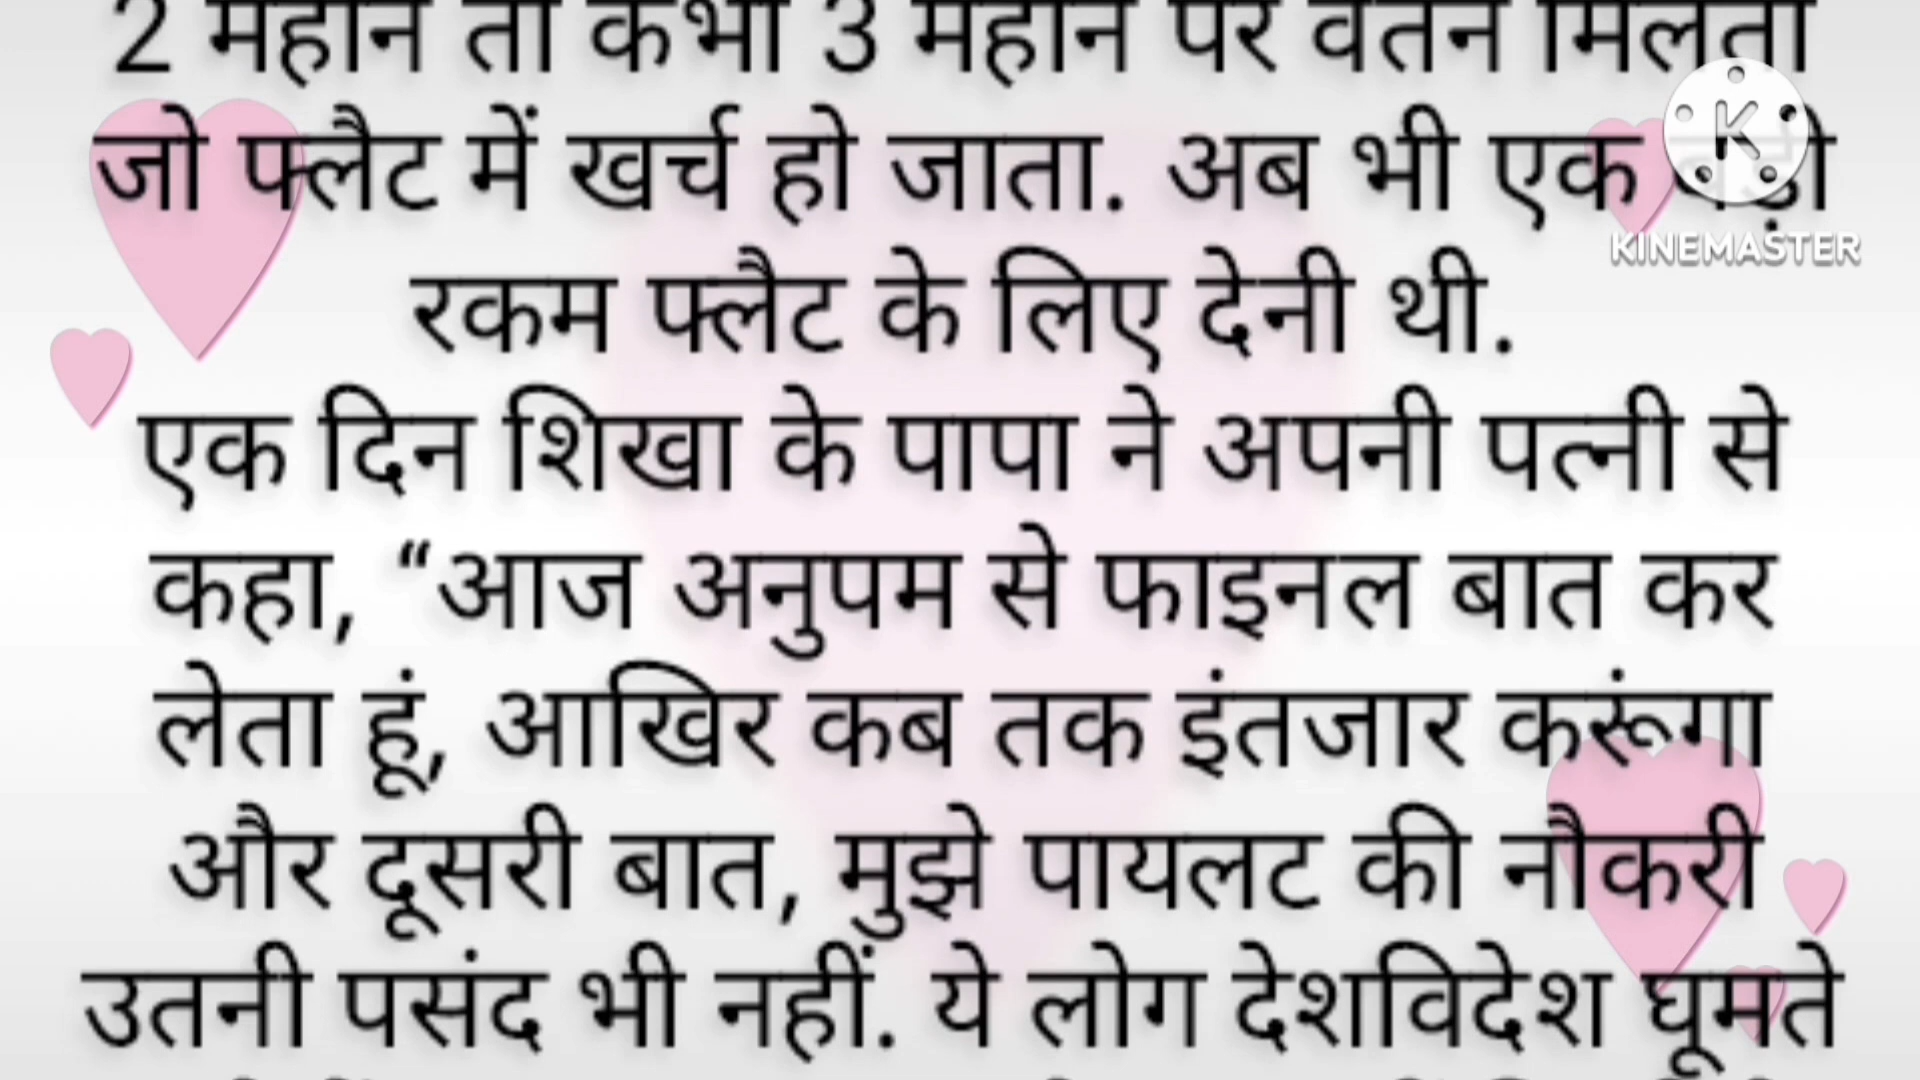 2 महीने तो कभी 3 महीने पर वेतन मिलता
जो फ्लैट में खर्च हो जाता. अब भी एक
KINEMASTER
रकम फ्लैट के लिए देनी थी.
एक दिन शिखा के पापा ने अपनी पत्नी से
कहा, “आज अनुपम से फाइनल बात कर
लेता हूं, आखिर कब तक इंतजार करूंगा
और दूसरी बात, मुझे पायलट की नौकरी
उतनी पसंद भी नहीं. ये लोग देशविदेश घूमते